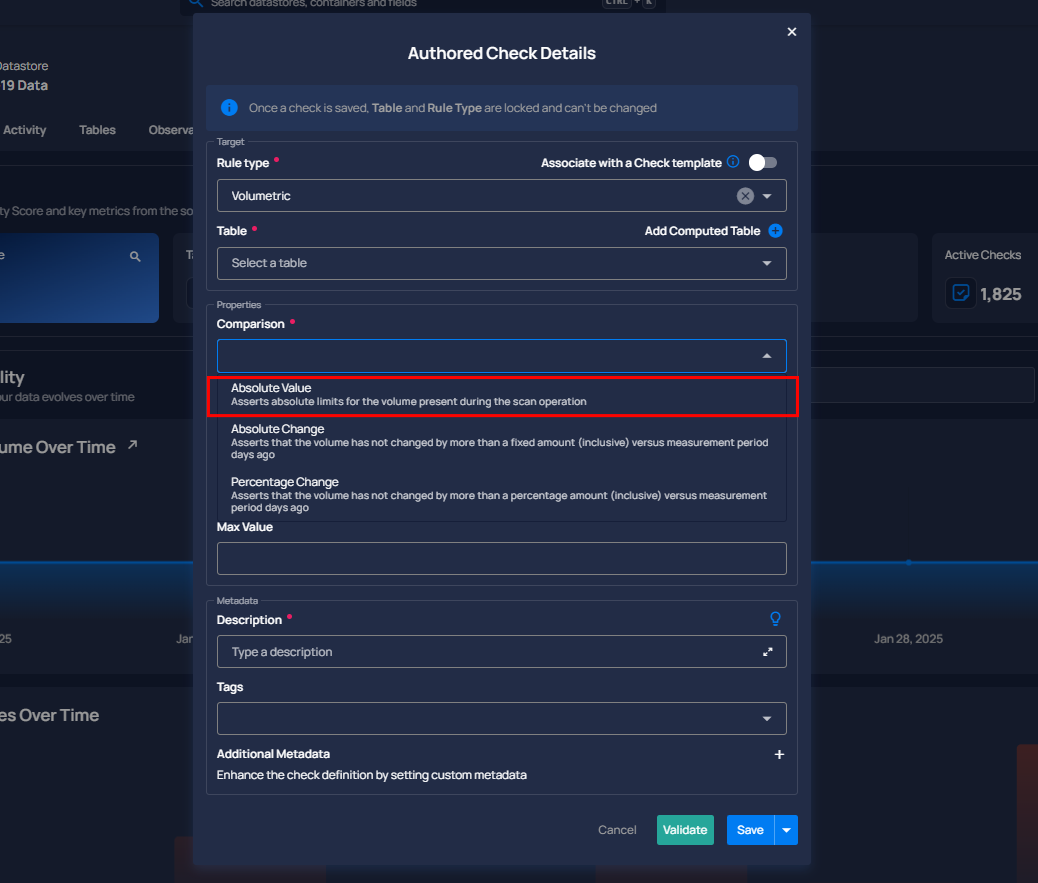 Search datastores, containers and fields CTRL + K
Authored Check Details
Datastore
19 Data
Activity Tables Observa
Once a check is saved, Table and Rule Type are locked and can't be changed
Target
Rule type * Associate with a Check template
Volumetric
ty Score and key metrics from the so
Table * Add Computed Table
Select a table
Active Checks
1,825
Properties
Comparison *
Absolute Value
Asserts absolute limits for the volume present during the scan operation
Absolute Change
Asserts that the volume has not changed by more than a fixed amount (inclusive) versus measurement period
days ago
Percentage Change
Asserts that the volume has not changed by more than a percentage amount (inclusive) versus measurement
period days ago
Max Value
lity
our data evolves over time
ume Over Time
Metadata
Description *
Type a description
25 Jan Jan 28, 2025
Tags
es Over Time
Additional Metadata +
Enhance the check definition by setting custom metadata
Cancel Validate Save